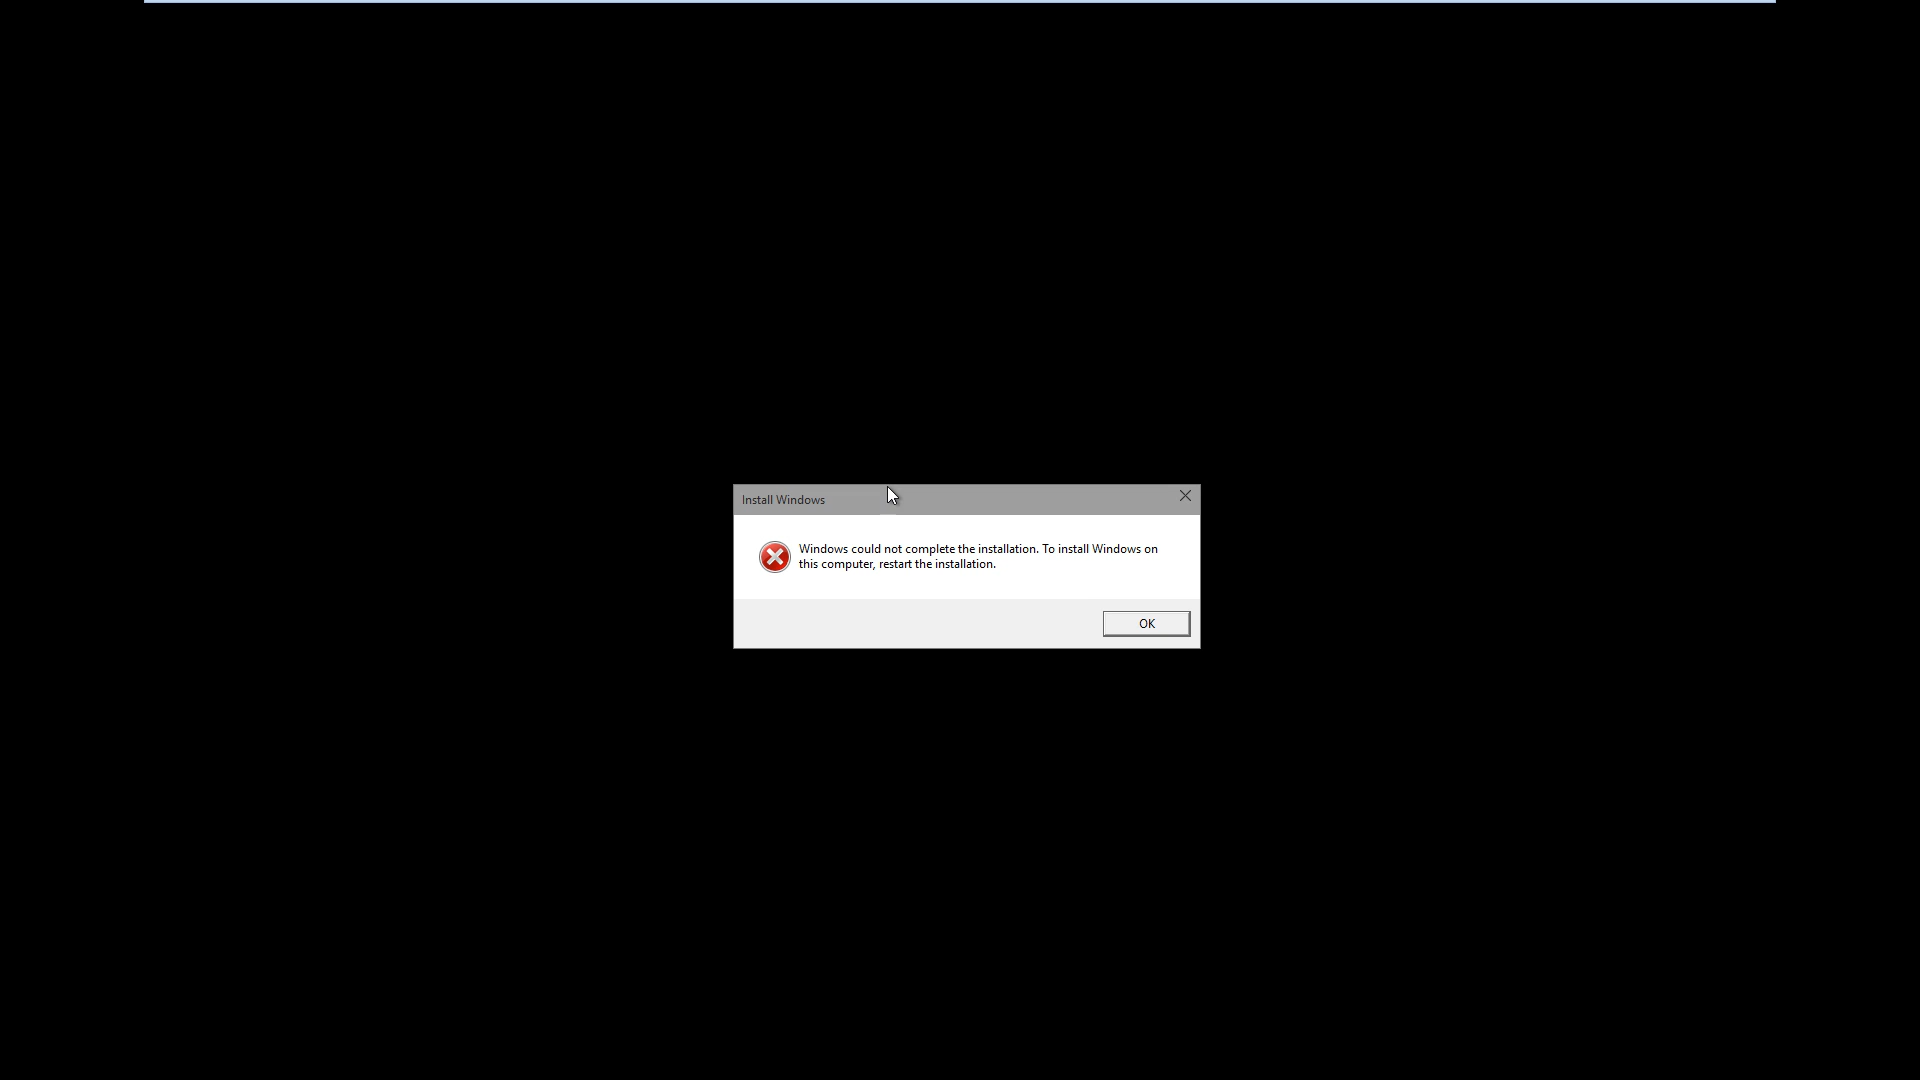 Install Windows
Windows could not complete the installation. To install Windows on
this computer, restart the installation.
OK